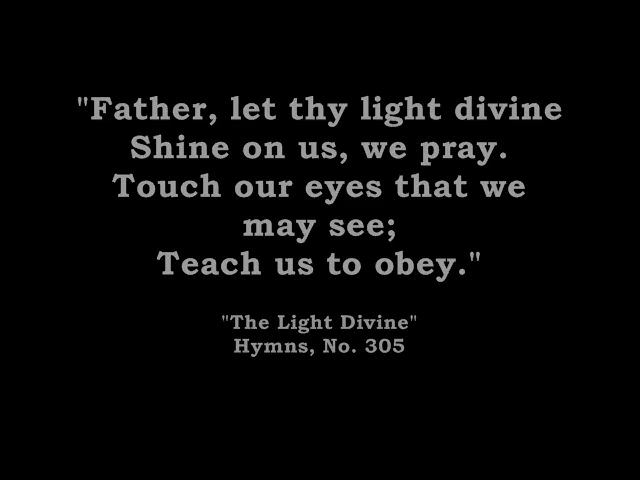 "Father, let thy light divine
Shine on us, we pray.
Touch our eyes that we
may see;
Teach us to obey."
"The Light Divine"
Hymns, No. 305